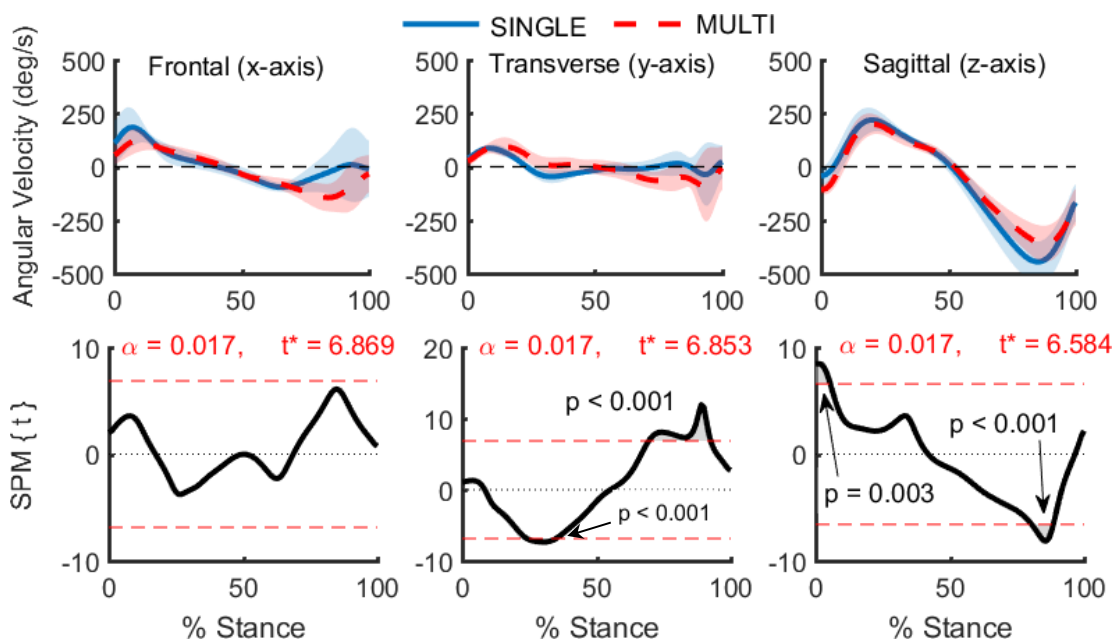 SINGLE MULTI
Frontal (x-axis) Transverse (y-axis) Sagittal (z-axis)
Angular Velocity (deg/s)
500 500 500
250 250 250
0 0 0
-250 -250 -250
-500 -500 -500
0 50 100 0 50 100 0 50 100
α = 0.017, t* = 6.869 α = 0.017, t* = 6.853 α = 0.017, t* = 6.584
SPM { t }
10 20 10
5 10 5
0 0 0
-5 -5
-10 -10 -10
p < 0.001
p < 0.001
p < 0.001
p = 0.003
0 50 100 0 50 100 0 50 100
% Stance % Stance % Stance